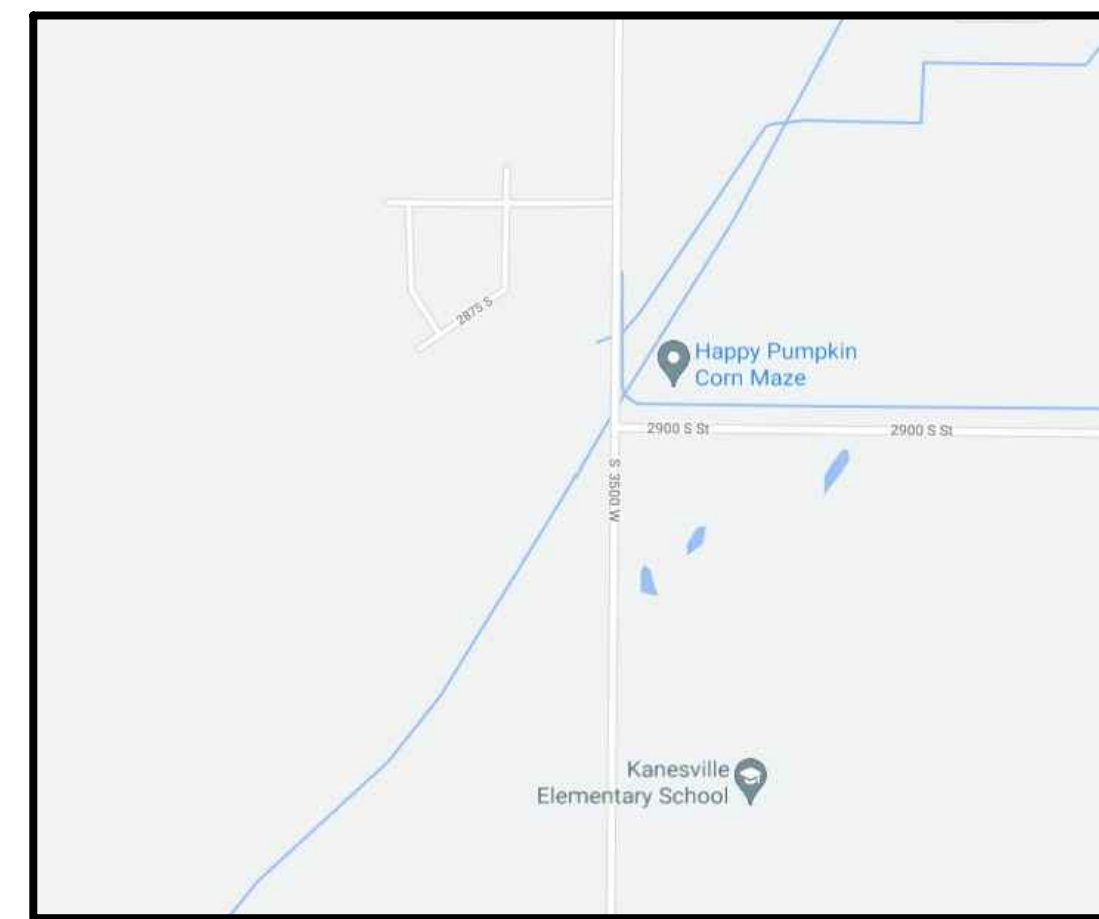 2875 S
Happy Pumpkin
Corn Maze
2900 S St
2900 S St
S 3500 W
Kanesville
Elementary School